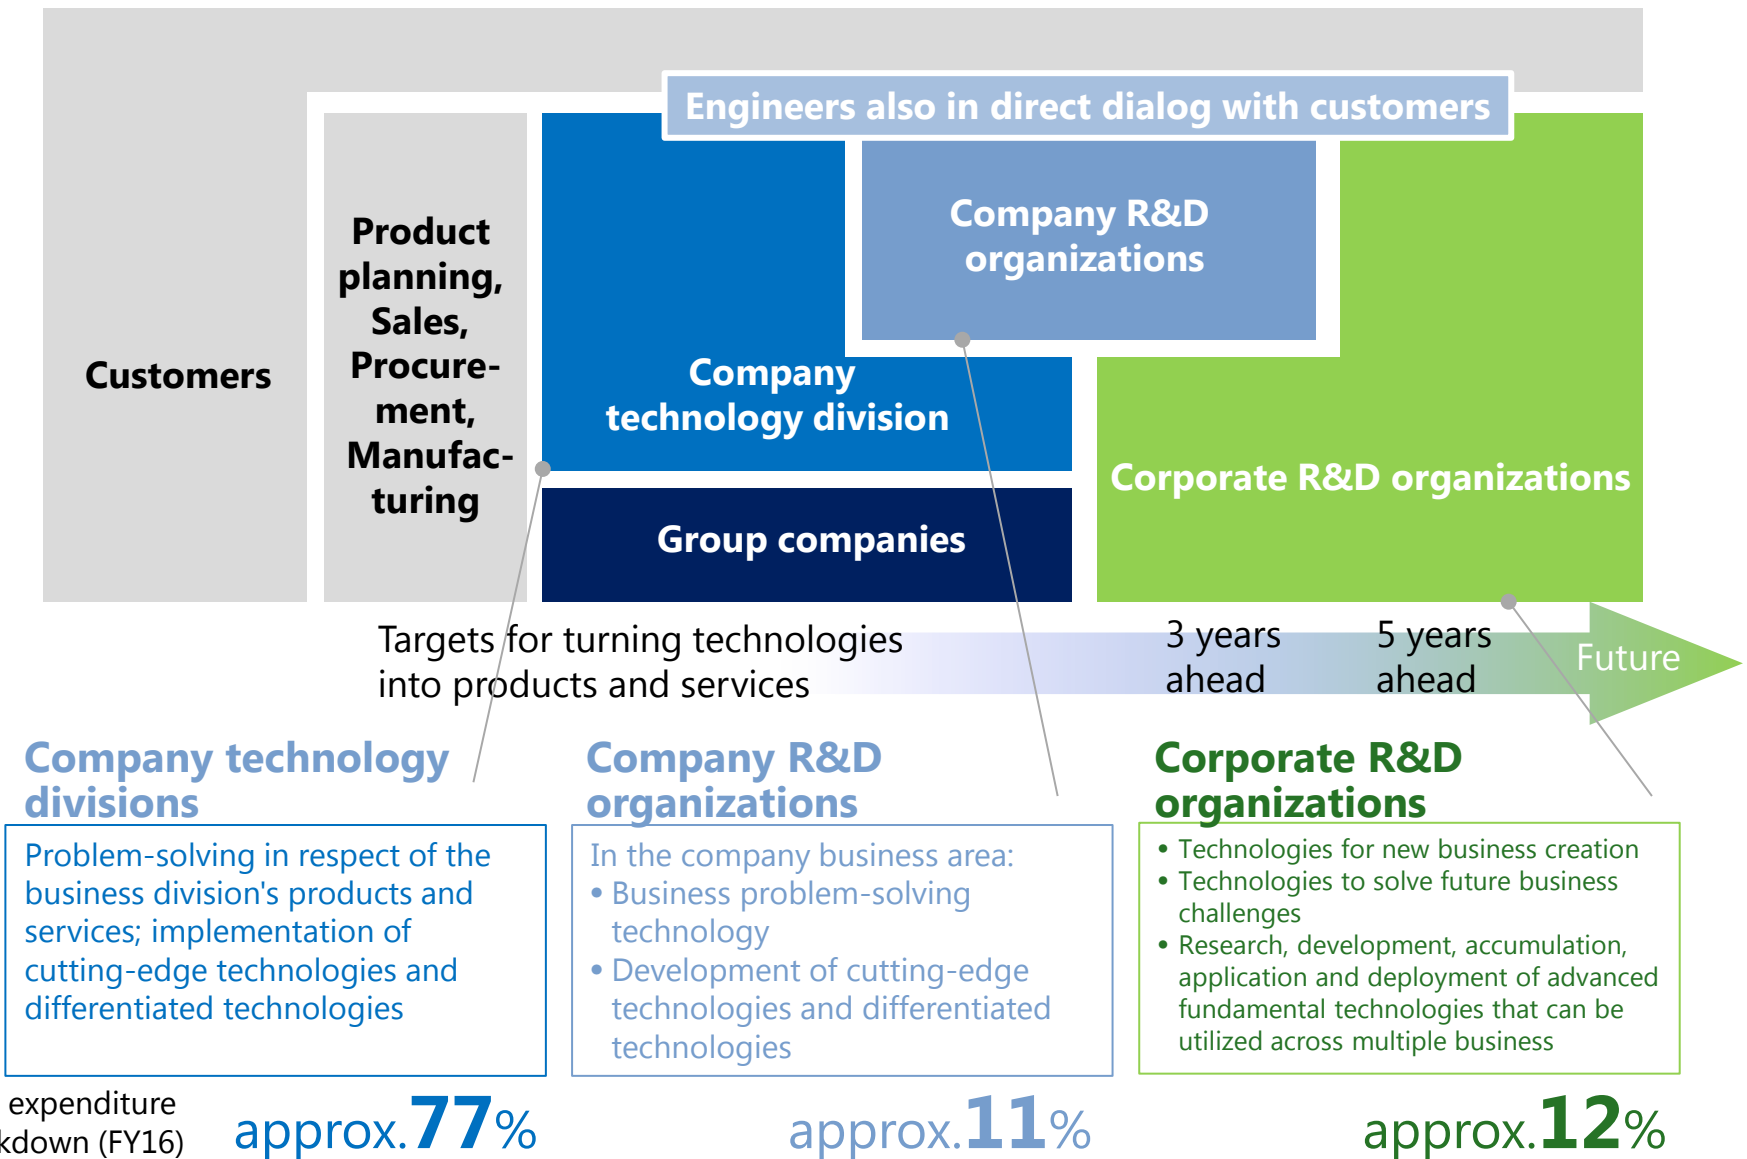 Engineers also in direct dialog with customers
Customers
Product
planning,
Sales,
Procure-
ment,
Manufac-
turing
Company
technology division
Group companies
Company R&D
organizations
Corporate R&D organizations
Targets for turning technologies
into products and services
3 years
ahead
5 years
ahead
Future
Company technology
divisions
Problem-solving in respect of the
business division's products and
services; implementation of
cutting-edge technologies and
differentiated technologies
Company R&D
organizations
In the company business area:
• Business problem-solving
technology
• Development of cutting-edge
technologies and differentiated
technologies
Corporate R&D
organizations
• Technologies for new business creation
• Technologies to solve future business
challenges
• Research, development, accumulation,
application and deployment of advanced
fundamental technologies that can be
utilized across multiple business
expenditure
kdown (FY16)
approx.77%
approx.11%
approx.12%